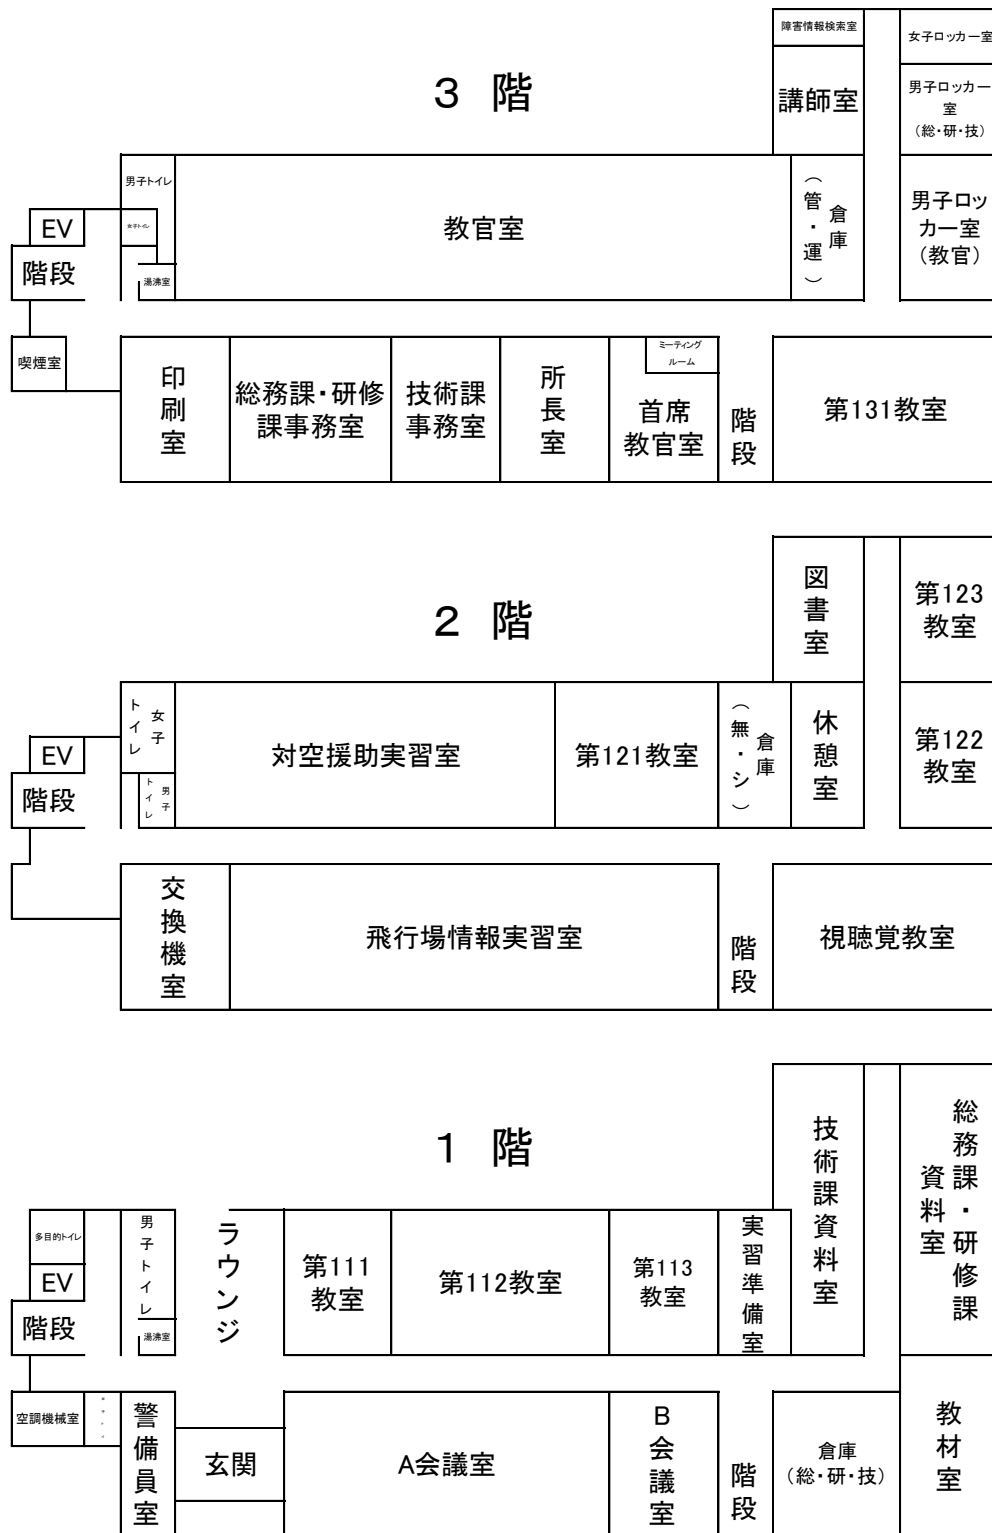 障害情報検索室
女子ロッカー室
3 階
講師室
男子ロッカー
室
(総・研・技)
男子トイレ
女子トイレ
EV
階段
湯沸室
教官室
倉庫
(管・運)
男子ロッ
カー室
(教官)
喫煙室
印刷室
総務課・研修
課事務室
技術課
事務室
所長室
ミーティング
ルーム
首席
教官室
階段
第131教室
2 階
図書室
第123
教室
女子
トイレ
EV
階段
男子
トイレ
対空援助実習室
第121教室
倉庫
(無・シ)
休憩室
第122
教室
交換機室
飛行場情報実習室
階段
視聴覚教室
1 階
技術課資料室
総務課・研修課
資料室
多目的トイレ
EV
階段
男子トイレ
湯沸室
ラウンジ
第111
教室
第112教室
第113
教室
実習準備室
空調機械室
警備員室
玄関
A会議室
B会議室
階段
倉庫
(総・研・技)
教材室